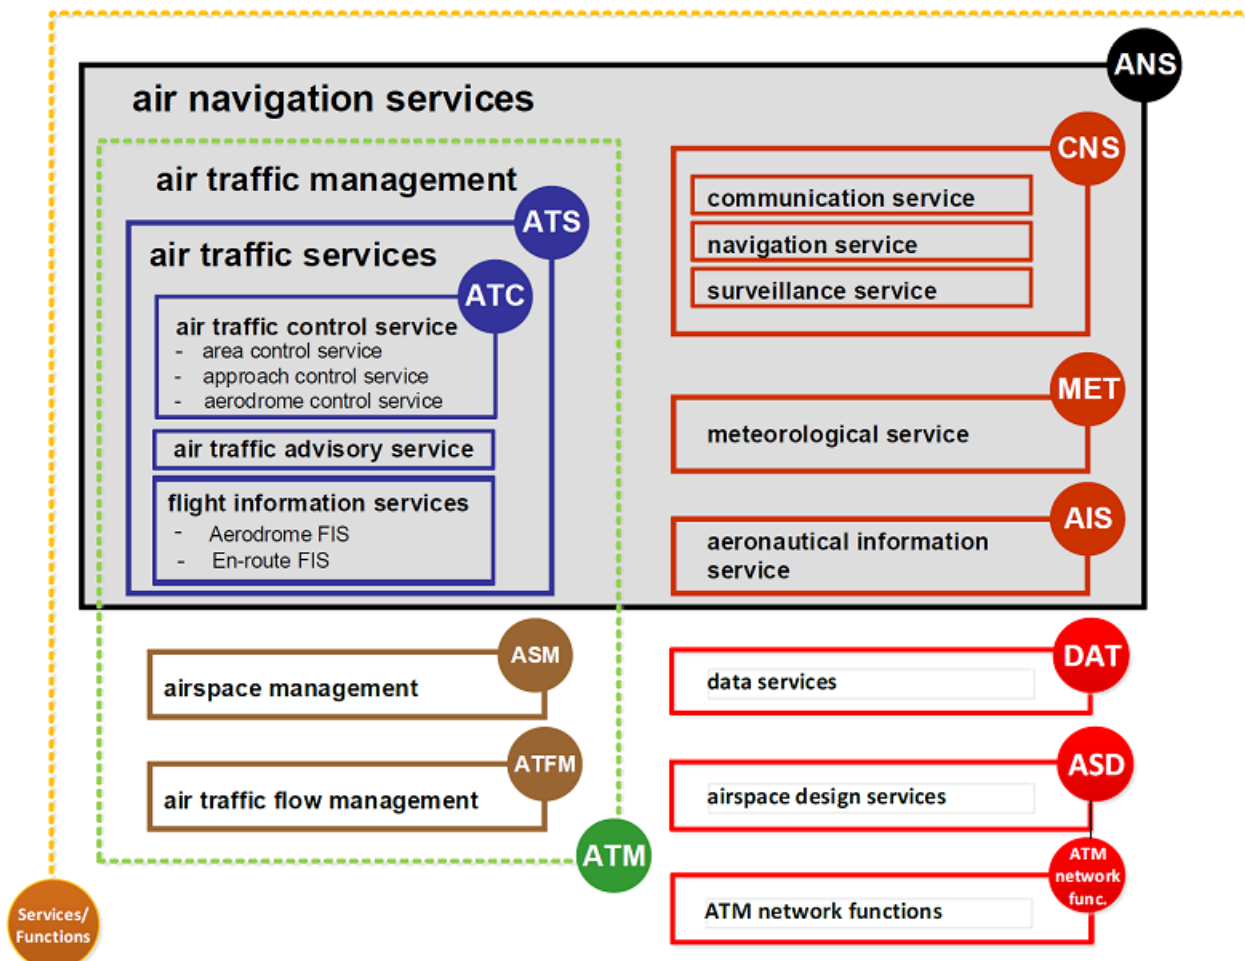 ANS
air navigation services
CNS
air traffic management
communication service
ATS
navigation service
air traffic services
surveillance service
ATC
air traffic control service
- area control service
- approach control service
- aerodrome control service
MET
meteorological service
air traffic advisory service
flight information services
- Aerodrome FIS
- En-route FIS
AIS
aeronautical information
service
ASM
airspace management
DAT
data services
ATFM
air traffic flow management
ASD
airspace design services
ATM
ATM
network
func.
ATM network functions
Services/
Functions